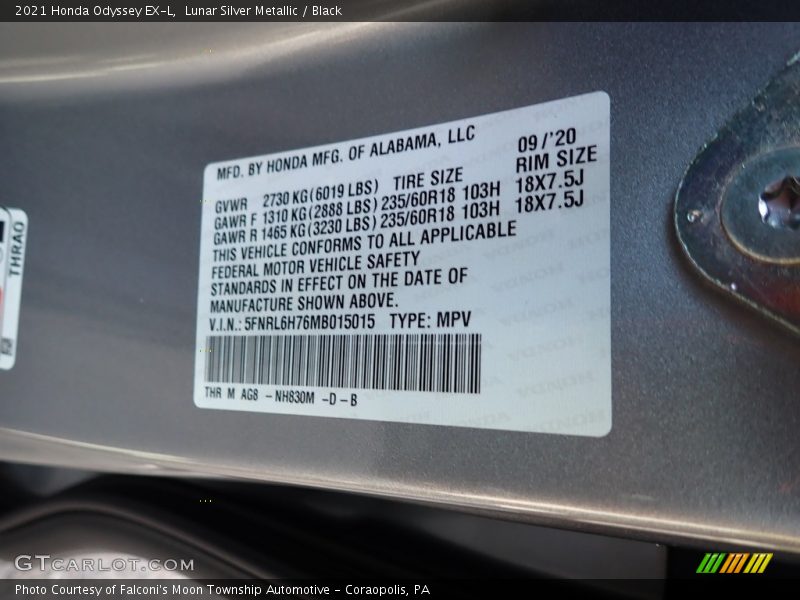 2021 Honda Odyssey EX-L,  Lunar Silver Metallic / Black
MFD. BY HONDA MFG. OF ALABAMA, LLC 09/'20
GVWR 2730 KG(6019 LBS) TIRE SIZE RIM SIZE
GAWR F 1310 KG(2888 LBS) 235/60R18 103H 18X7.5J
GAWR R 1465 KG(3230 LBS) 235/60R18 103H 18X7.5J
THIS VEHICLE CONFORMS TO ALL APPLICABLE
FEDERAL MOTOR VEHICLE SAFETY
STANDARDS IN EFFECT ON THE DATE OF
MANUFACTURE SHOWN ABOVE.
V.I.N.: 5FNRL6H76MB015015 TYPE: MPV
THR M AG8 -NH830M -D-B
THRA0
GTCARLOT.COM
Photo Courtesy of Falconi's Moon Township Automotive - Coraopolis, PA